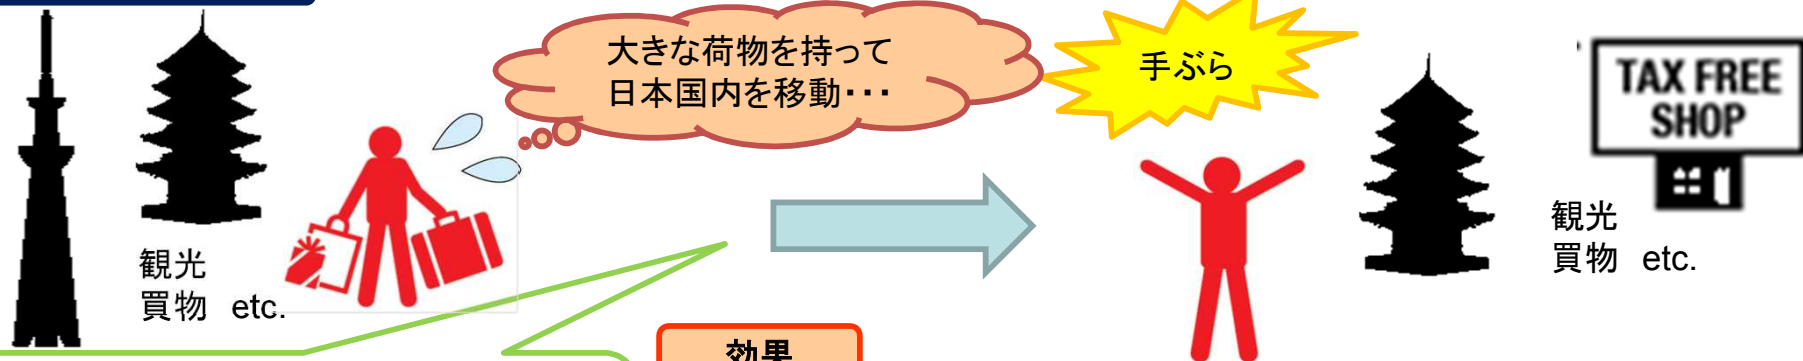 大きな荷物を持って
日本国内を移動・・・
手ぶら
TAX FREE
SHOP
観光
買物 etc.
観光
買物 etc.
効果